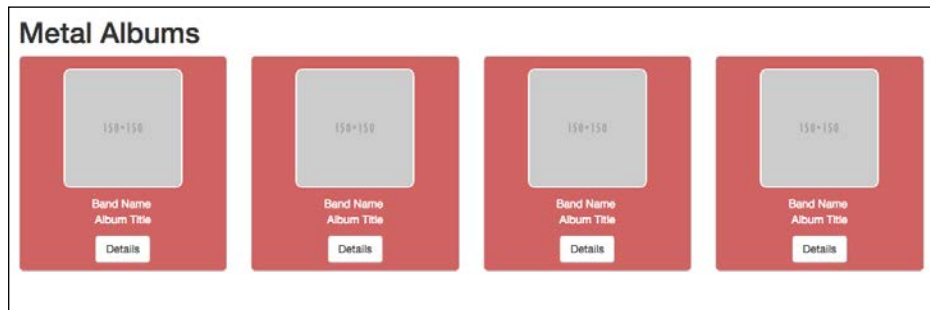 Metal Albums
150×150
150×150
150×150
150×150
Band Name
Album Title
Band Name
Album Title
Band Name
Album Title
Band Name
Album Title
Details
Details
Details
Details